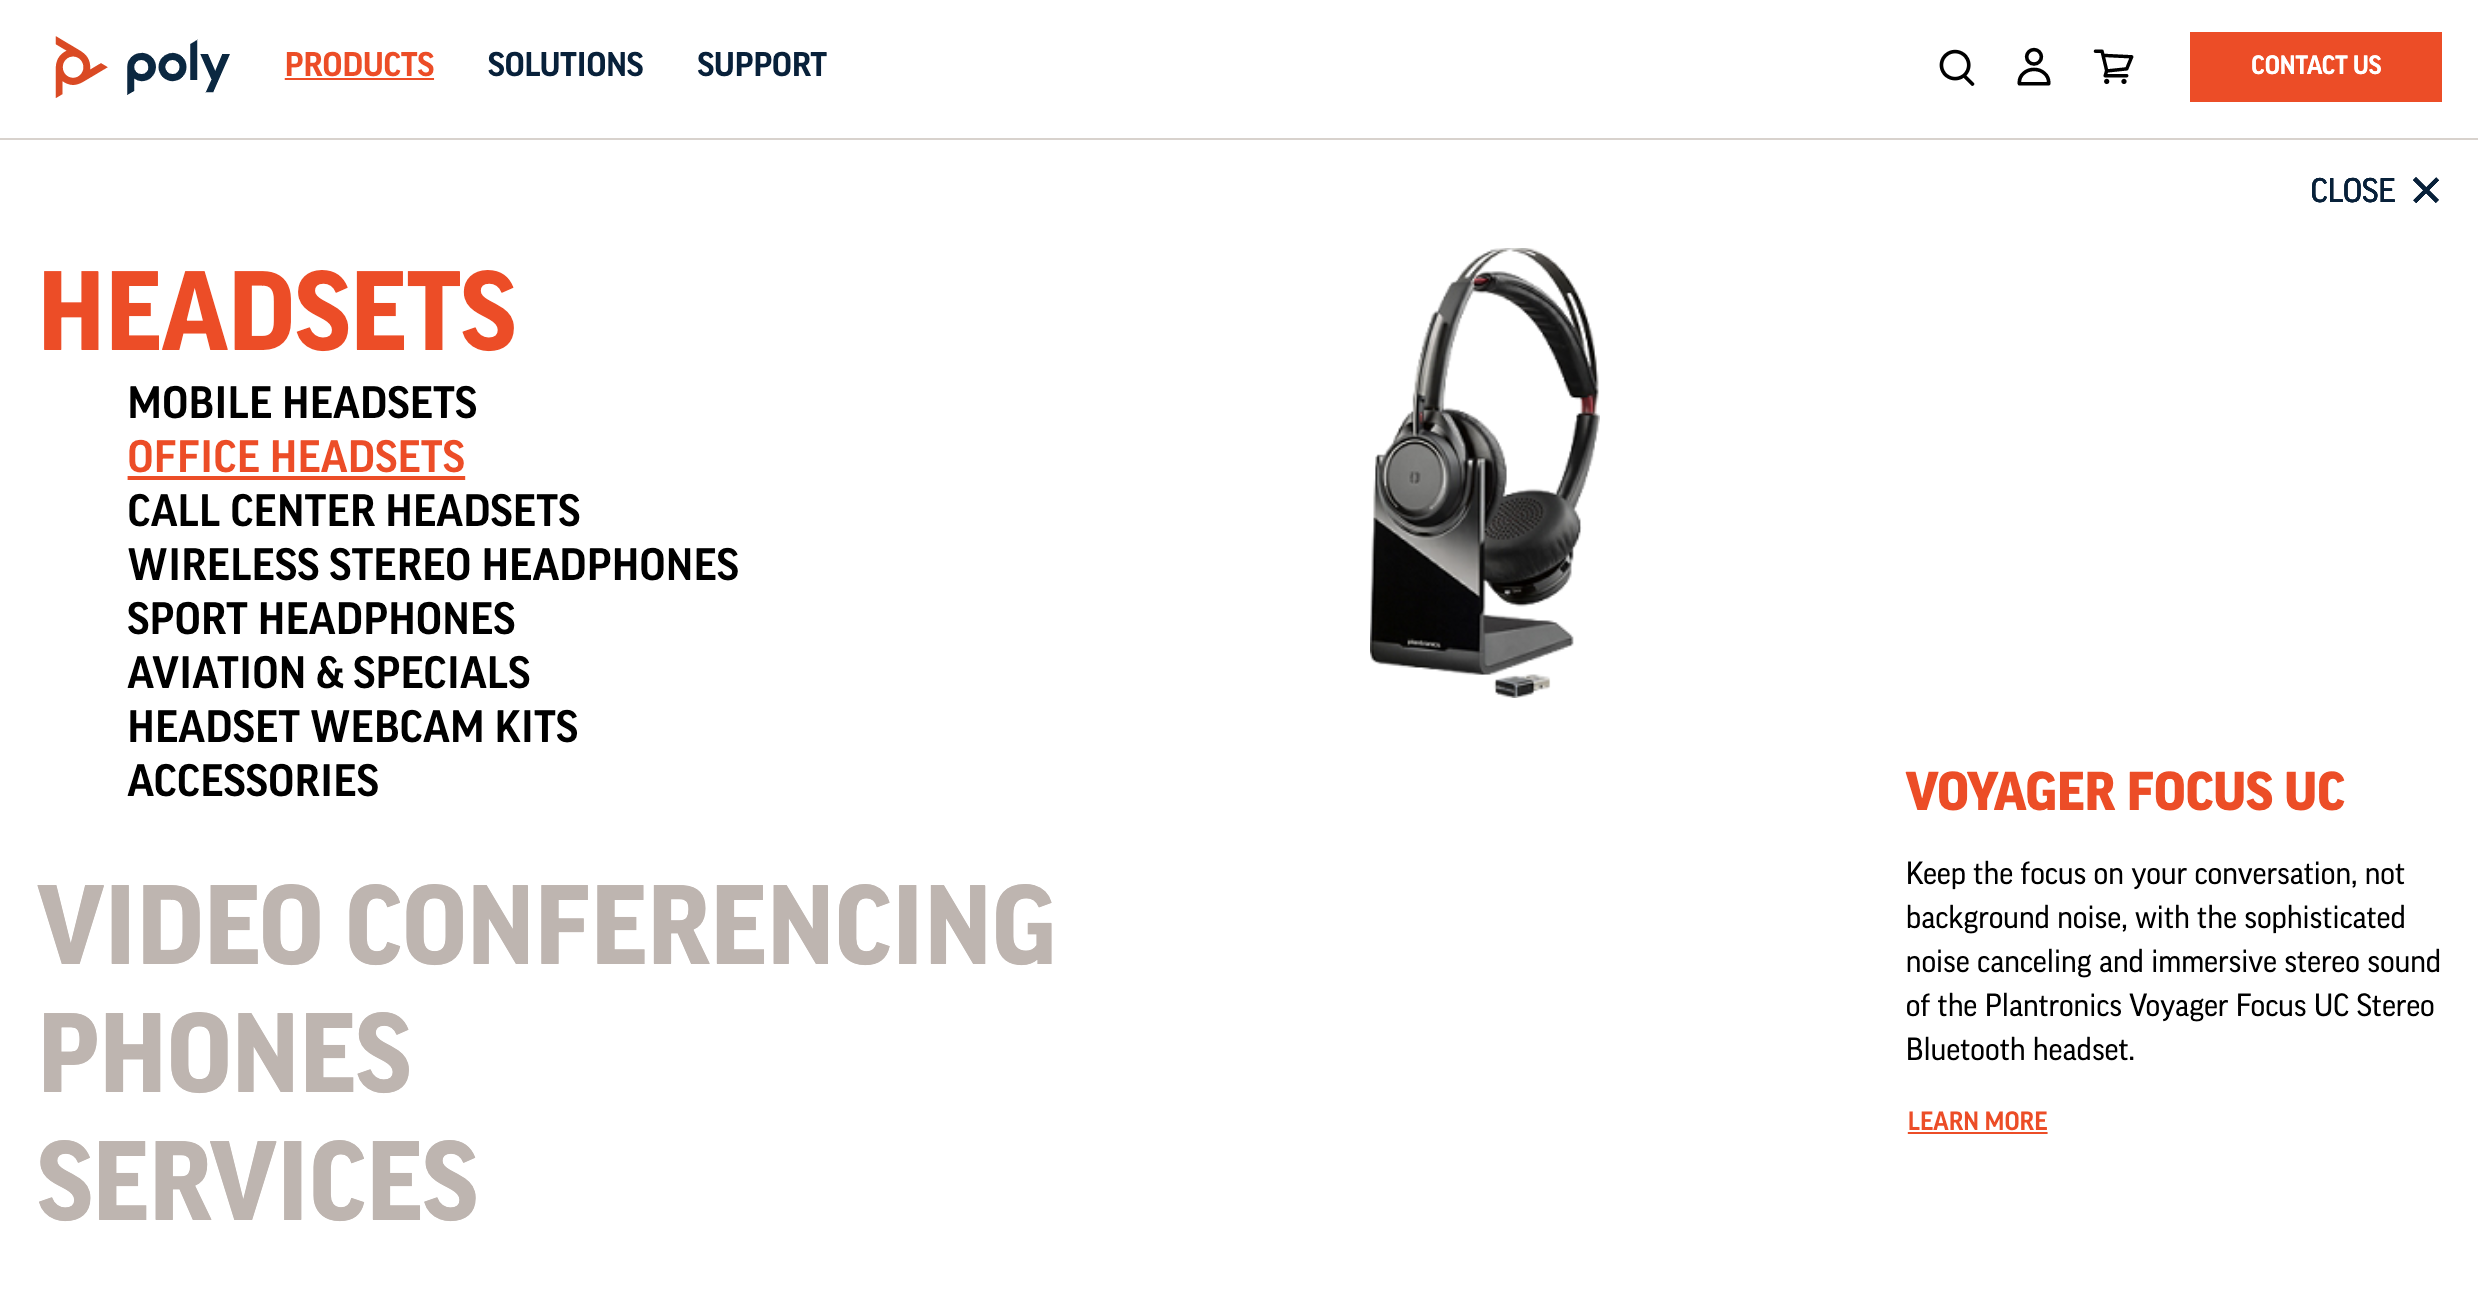 poly
PRODUCTS
SOLUTIONS
SUPPORT
CONTACT US
CLOSE
HEADSETS
MOBILE HEADSETS
OFFICE HEADSETS
CALL CENTER HEADSETS
WIRELESS STEREO HEADPHONES
SPORT HEADPHONES
AVIATION & SPECIALS
HEADSET WEBCAM KITS
ACCESSORIES
VIDEO CONFERENCING
PHONES
SERVICES
plantronics
VOYAGER FOCUS UC
Keep the focus on your conversation, not
background noise, with the sophisticated
noise canceling and immersive stereo sound
of the Plantronics Voyager Focus UC Stereo
Bluetooth headset.
LEARN MORE